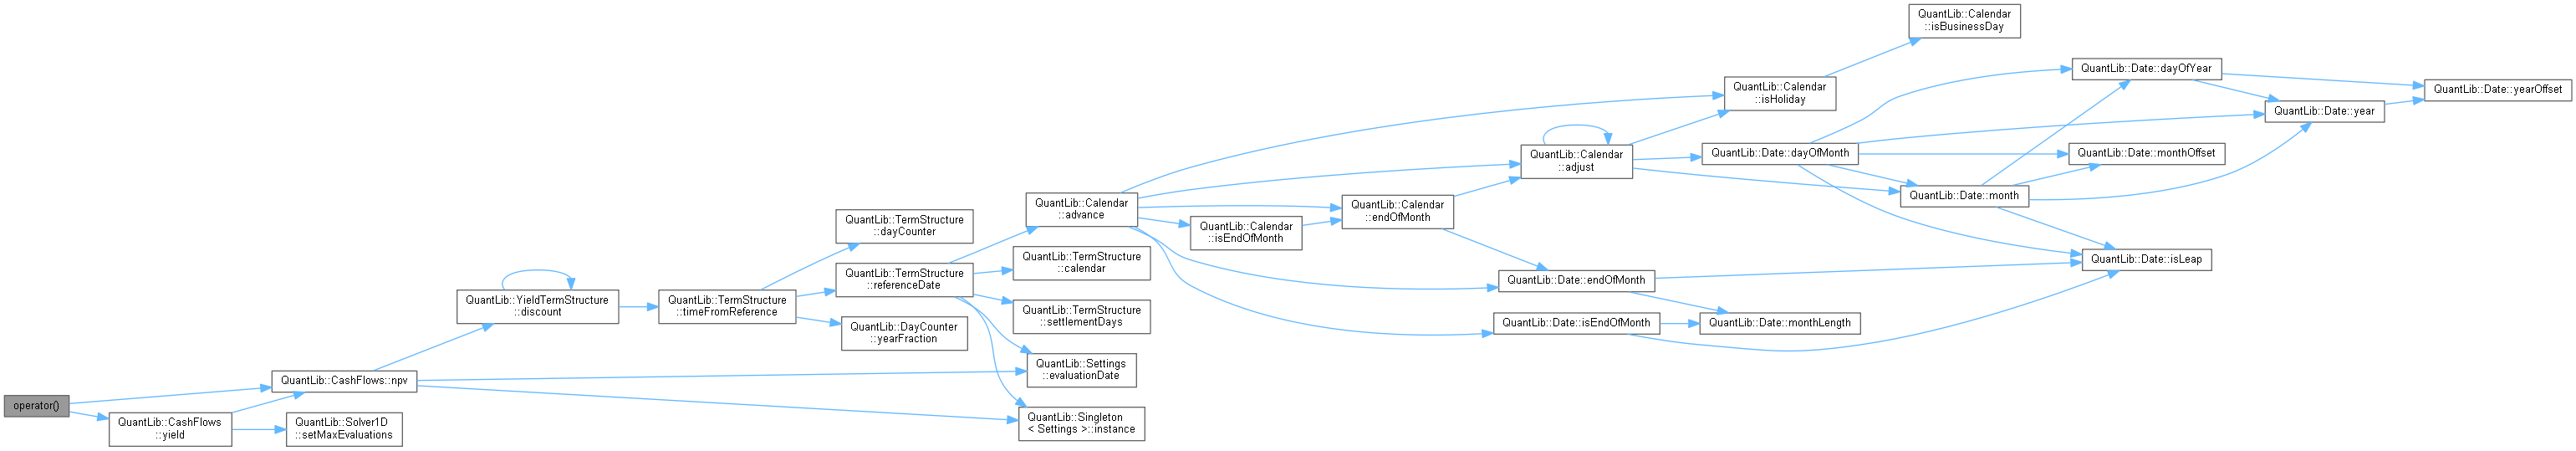 operator()
QuantLib::CashFlows::npv
QuantLib::CashFlows
::yield
QuantLib::Solver1D
::setMaxEvaluations
QuantLib::YieldTermStructure
::discount
QuantLib::TermStructure
::timeFromReference
QuantLib::TermStructure
::dayCounter
QuantLib::TermStructure
::referenceDate
QuantLib::DayCounter
::yearFraction
QuantLib::Calendar
::advance
QuantLib::TermStructure
::calendar
QuantLib::TermStructure
::settlementDays
QuantLib::Settings
::evaluationDate
QuantLib::Singleton
< Settings >::instance
QuantLib::Calendar
::isEndOfMonth
QuantLib::Calendar
::endOfMonth
QuantLib::Calendar
::adjust
QuantLib::Date::endOfMonth
QuantLib::Date::isEndOfMonth
QuantLib::Calendar
::isHoliday
QuantLib::Date::dayOfMonth
QuantLib::Date::monthLength
QuantLib::Calendar
::isBusinessDay
QuantLib::Date::month
QuantLib::Date::dayOfYear
QuantLib::Date::monthOffset
QuantLib::Date::isLeap
QuantLib::Date::year
QuantLib::Date::yearOffset